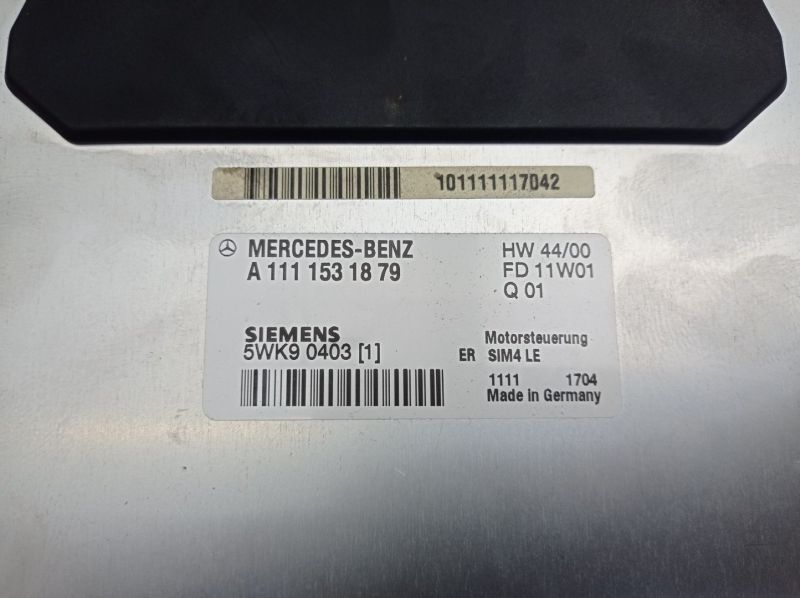 101111117042
MERCEDES-BENZ
A 111 153 18 79
HW 44/00
FD 11W01
Q 01
SIEMENS
5WK9 0403 [1]
Motorsteuerung
ER SIM4 LE
1111 1704
Made in Germany